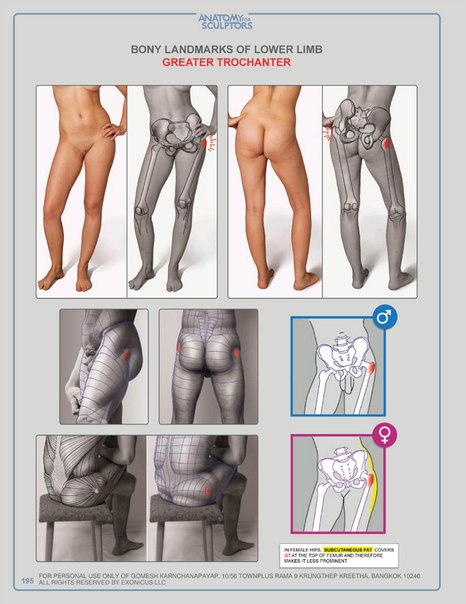 ANATOMY FOR
SCULPTORS
BONY LANDMARKS OF LOWER LIMB
GREATER TROCHANTER
IN FEMALE HIPS, SUBCUTANEOUS FAT COVERS
GT AT THE TOP OF FEMUR AND THEREFORE
MAKES IT LESS PROMINENT
195 FOR PERSONAL USE ONLY OF GOMESH KARNCHANAPAYAP, 10/56 TOWNPLUS RAMA 9 KRUNGTHEP KREETHA, BANGKOK 10240
ALL RIGHTS RESERVED BY EXONICUS LLC